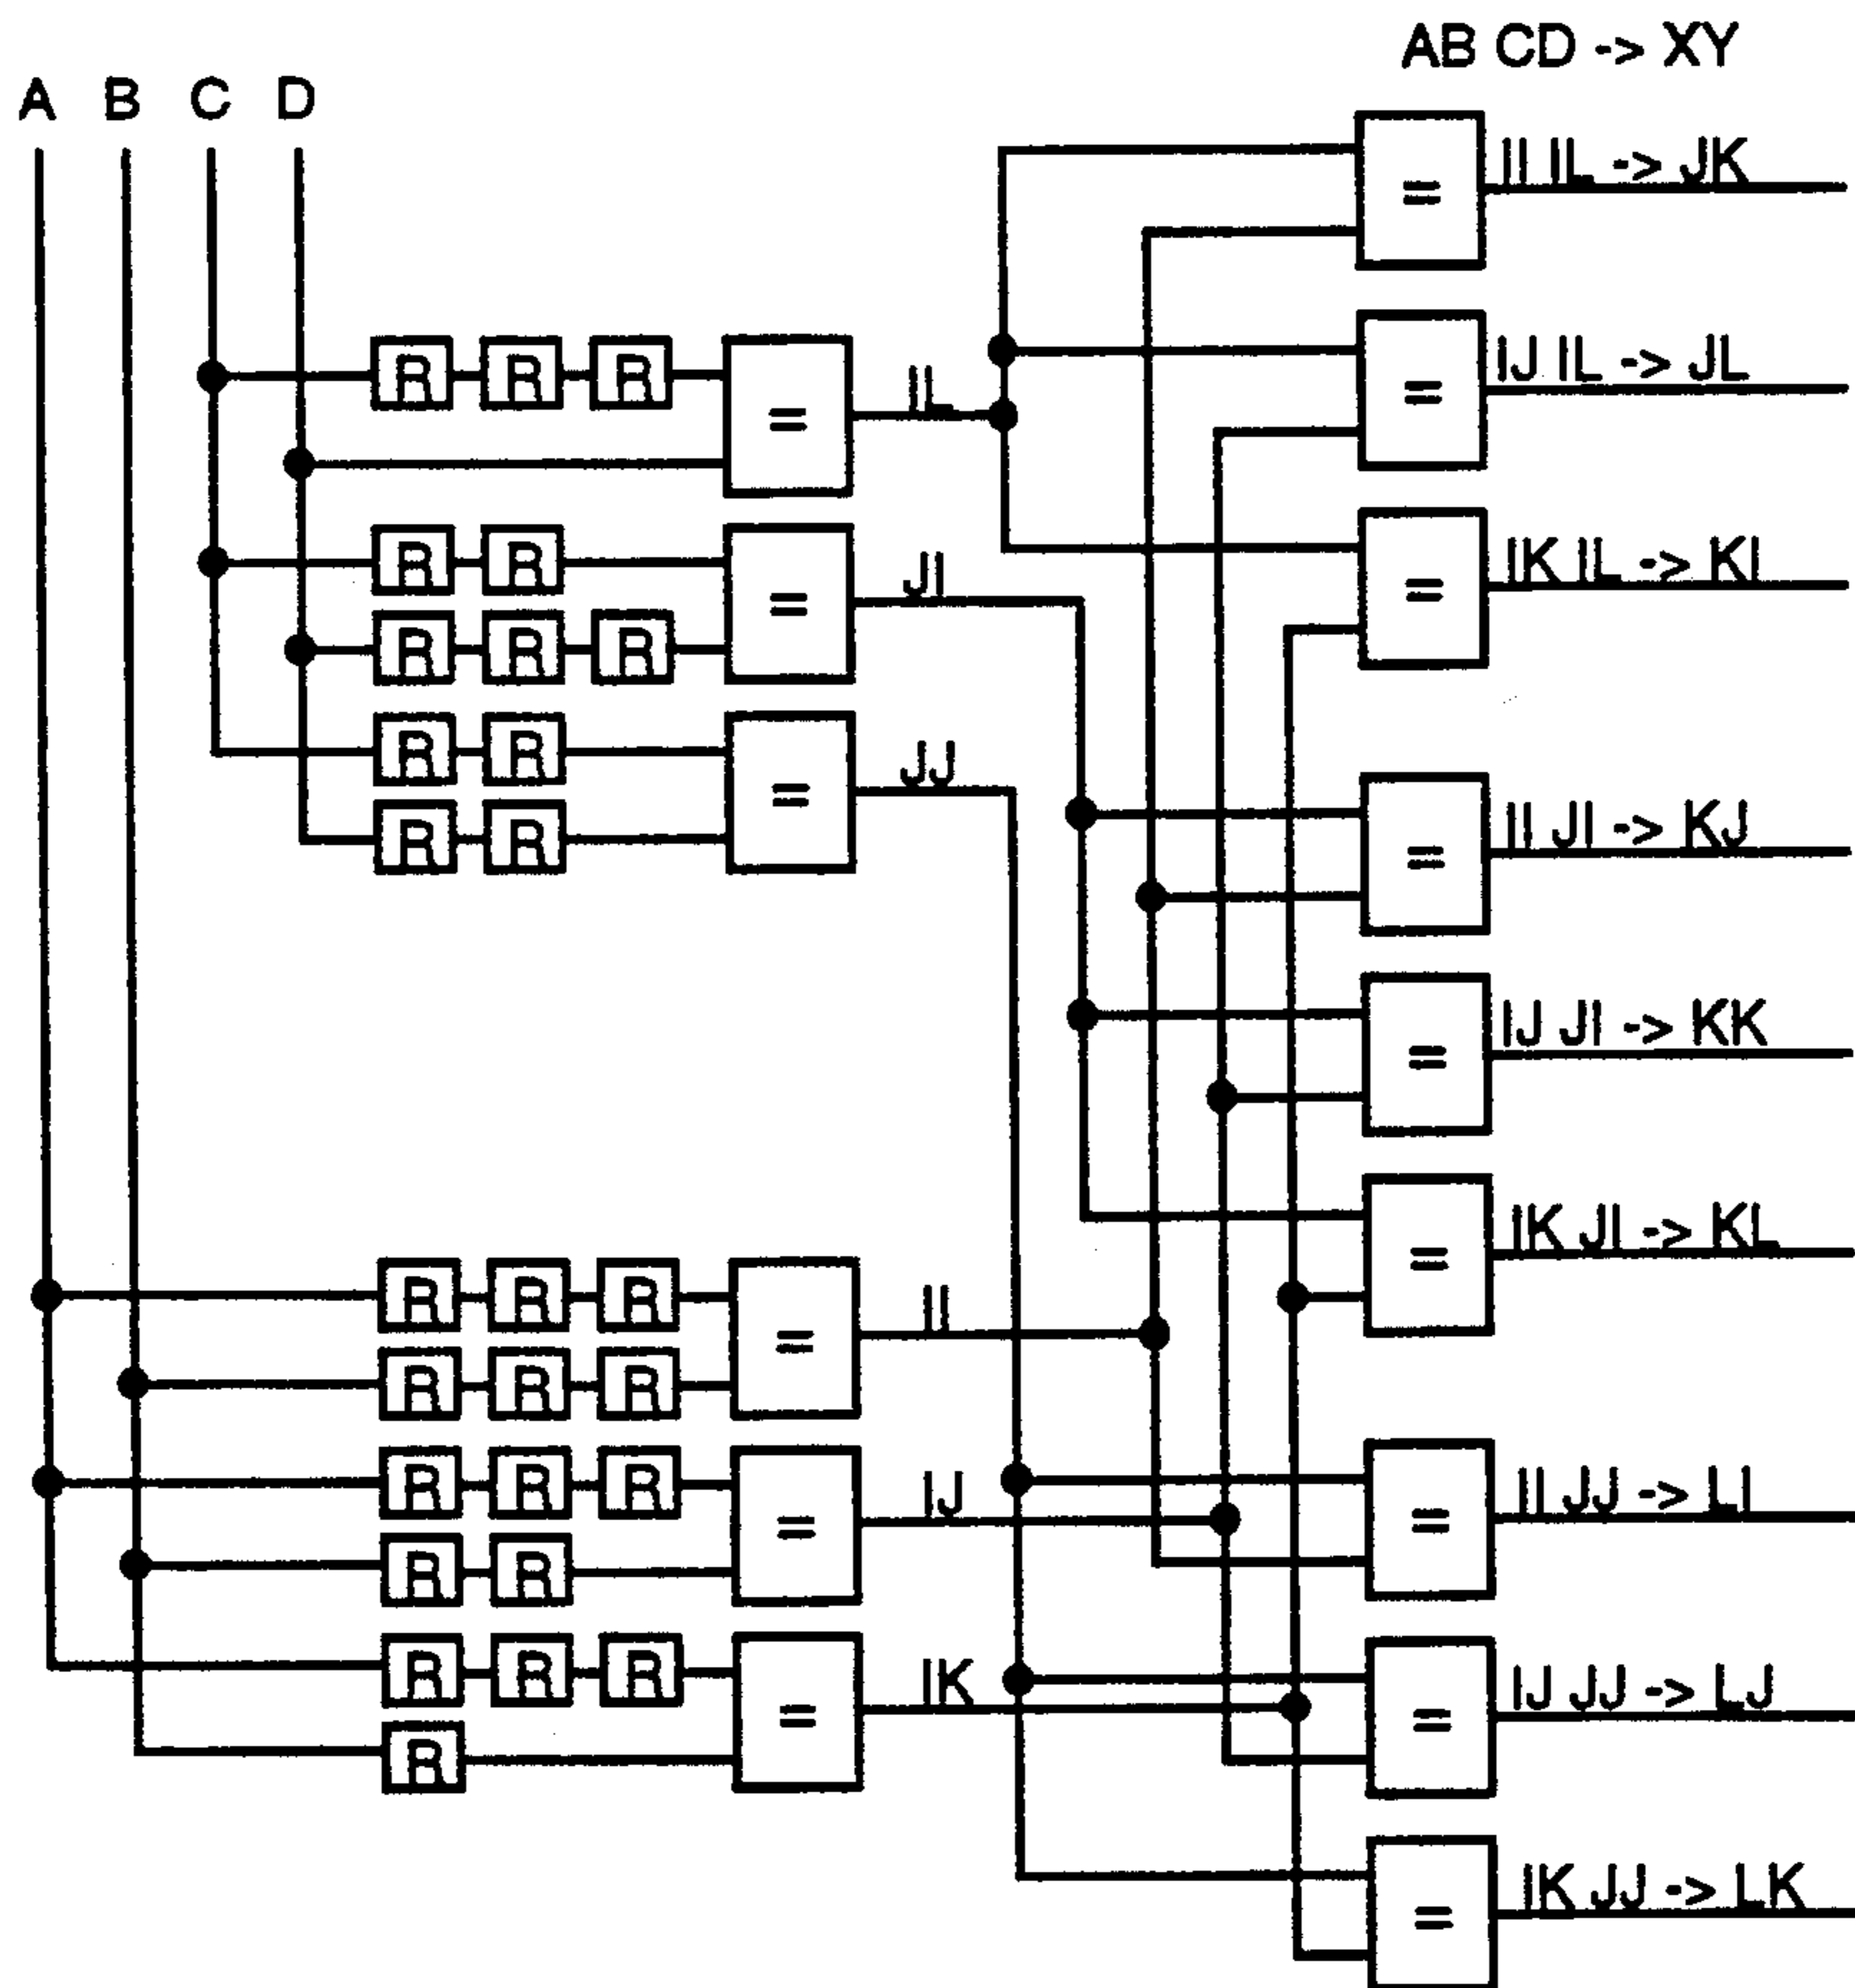 AB CD -> XY
A B C D
II IL -> JK
IJ IL -> JL
R R R
=
=
IL
=
IK IL -> KI
=
R R
=
JI
R R R
R R
=
JJ
R R
II JI -> KJ
=
IJ JI -> KK
=
IK JI -> KL
=
R R R
=
II
R R R
R R R
=
IJ
R R
II JJ -> LI
=
R R R
=
IK
R
IJ JJ -> LJ
=
IK JJ -> LK
=